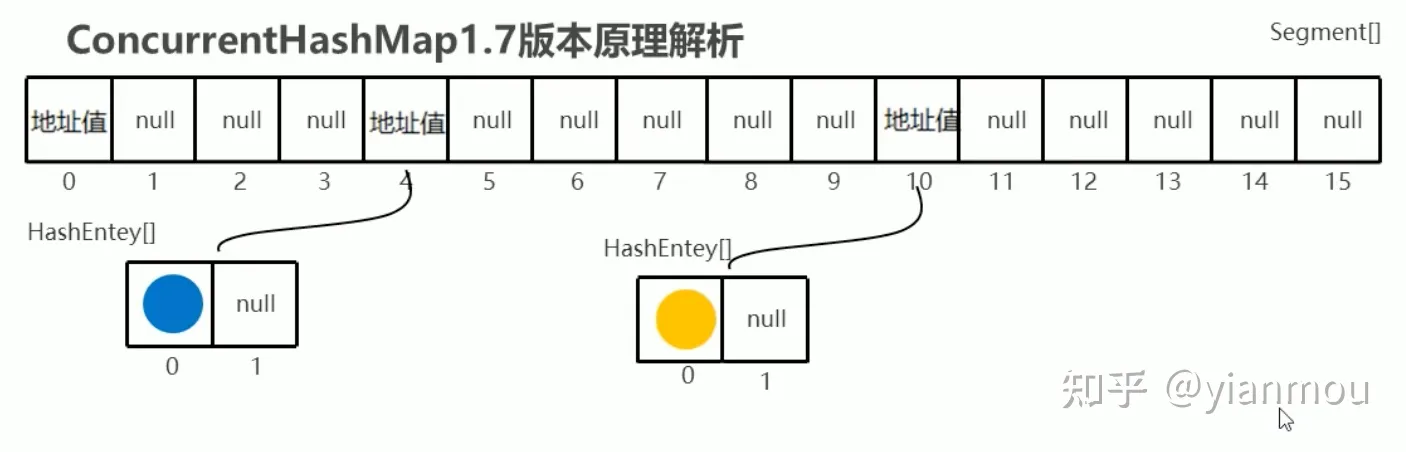 ConcurrentHashMap1.7版本原理解析
Segment[]
地址值 null null null 地址值 null null null null null 地址值 null null null null null
0 1 2 3 4 5 6 7 8 9 10 11 12 13 14 15
HashEntey[]
HashEntey[]
null
null
0 1
0 1
知乎 @yianmou